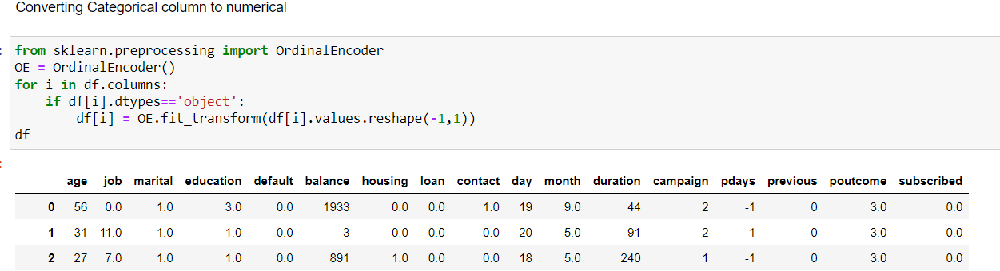 Converting Categorical column to numerical
from sklearn.preprocessing import OrdinalEncoder
OE = OrdinalEncoder()
for i in df.columns:
    if df[i].dtypes=='object':
        df[i] = OE.fit_transform(df[i].values.reshape(-1,1))
df
age job marital education default balance housing loan contact day month duration campaign pdays previous poutcome subscribed
0 56 0.0 1.0 3.0 0.0 1933 0.0 0.0 1.0 19 9.0 44 2 -1 0 3.0 0.0
1 31 11.0 1.0 1.0 0.0 3 0.0 0.0 0.0 20 5.0 91 2 -1 0 3.0 0.0
2 27 7.0 1.0 1.0 0.0 891 1.0 0.0 0.0 18 5.0 240 1 -1 0 3.0 0.0